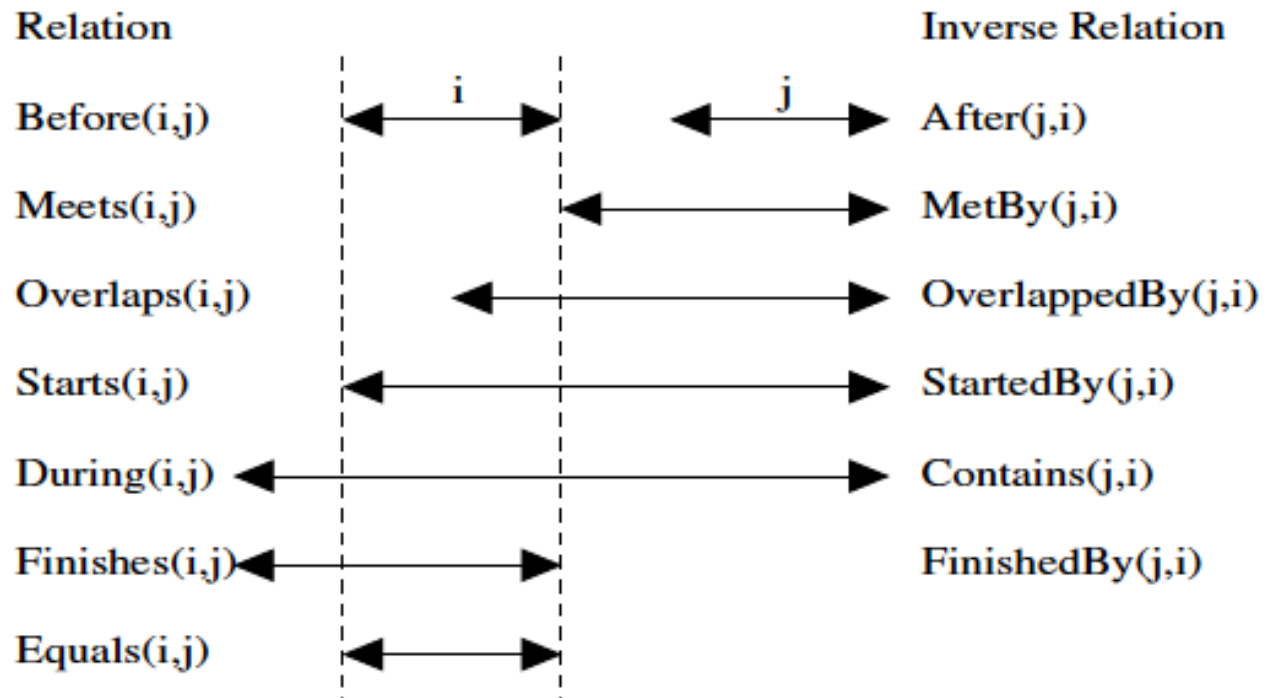 Relation Inverse Relation
Before(i,j) i j After(j,i)
Meets(i,j) MetBy(j,i)
Overlaps(i,j) OverlappedBy(j,i)
Starts(i,j) StartedBy(j,i)
During(i,j) Contains(j,i)
Finishes(i,j) FinishedBy(j,i)
Equals(i,j)